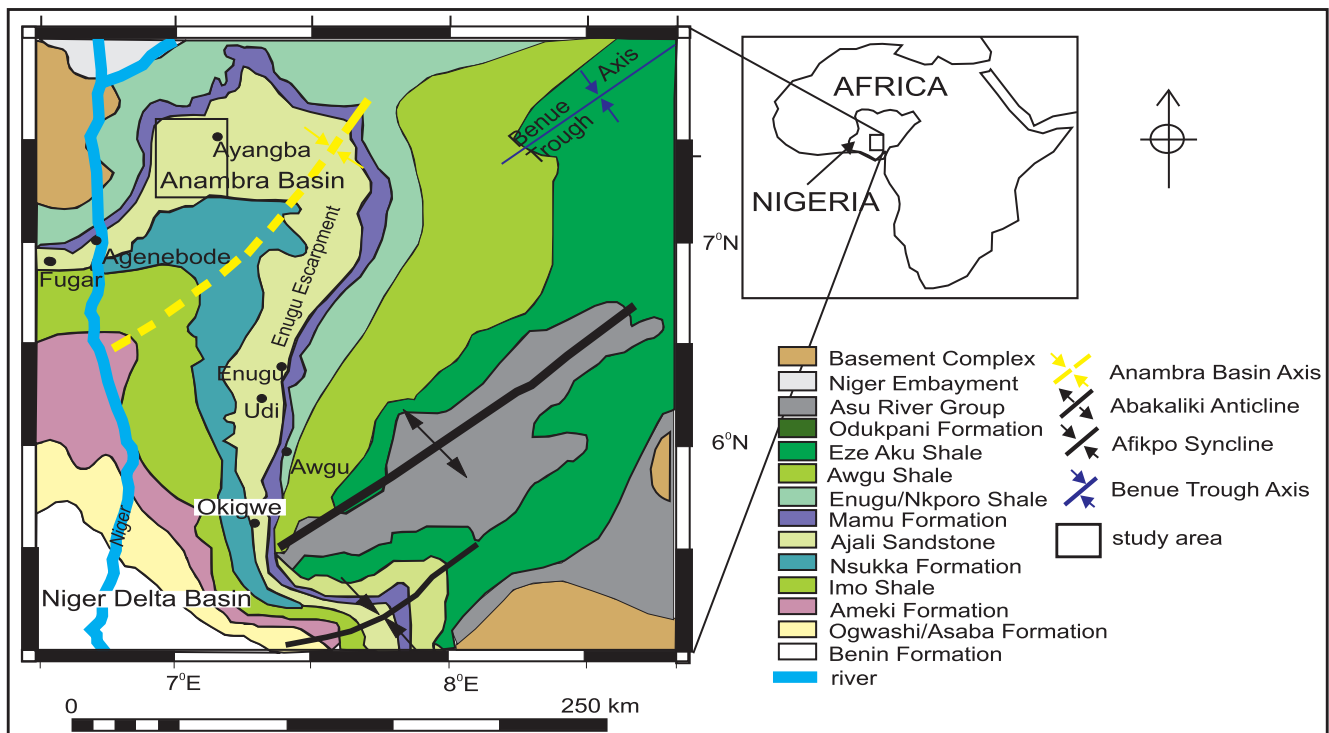 Benue Axis
Trough
Ayangba
Anambra Basin
Enugu Escarpment
Agenebode
Fugar
Enugu
Udi
Awgu
Okigwe
Niger
Niger Delta Basin
7°N
6°N
7°E
8°E
0
250 km
AFRICA
NIGERIA
Basement Complex
Niger Embayment
Asu River Group
Odukpani Formation
Eze Aku Shale
Awgu Shale
Enugu/Nkporo Shale
Mamu Formation
Ajali Sandstone
Nsukka Formation
Imo Shale
Ameki Formation
Ogwashi/Asaba Formation
Benin Formation
river
Anambra Basin Axis
Abakaliki Anticline
Afikpo Syncline
Benue Trough Axis
study area